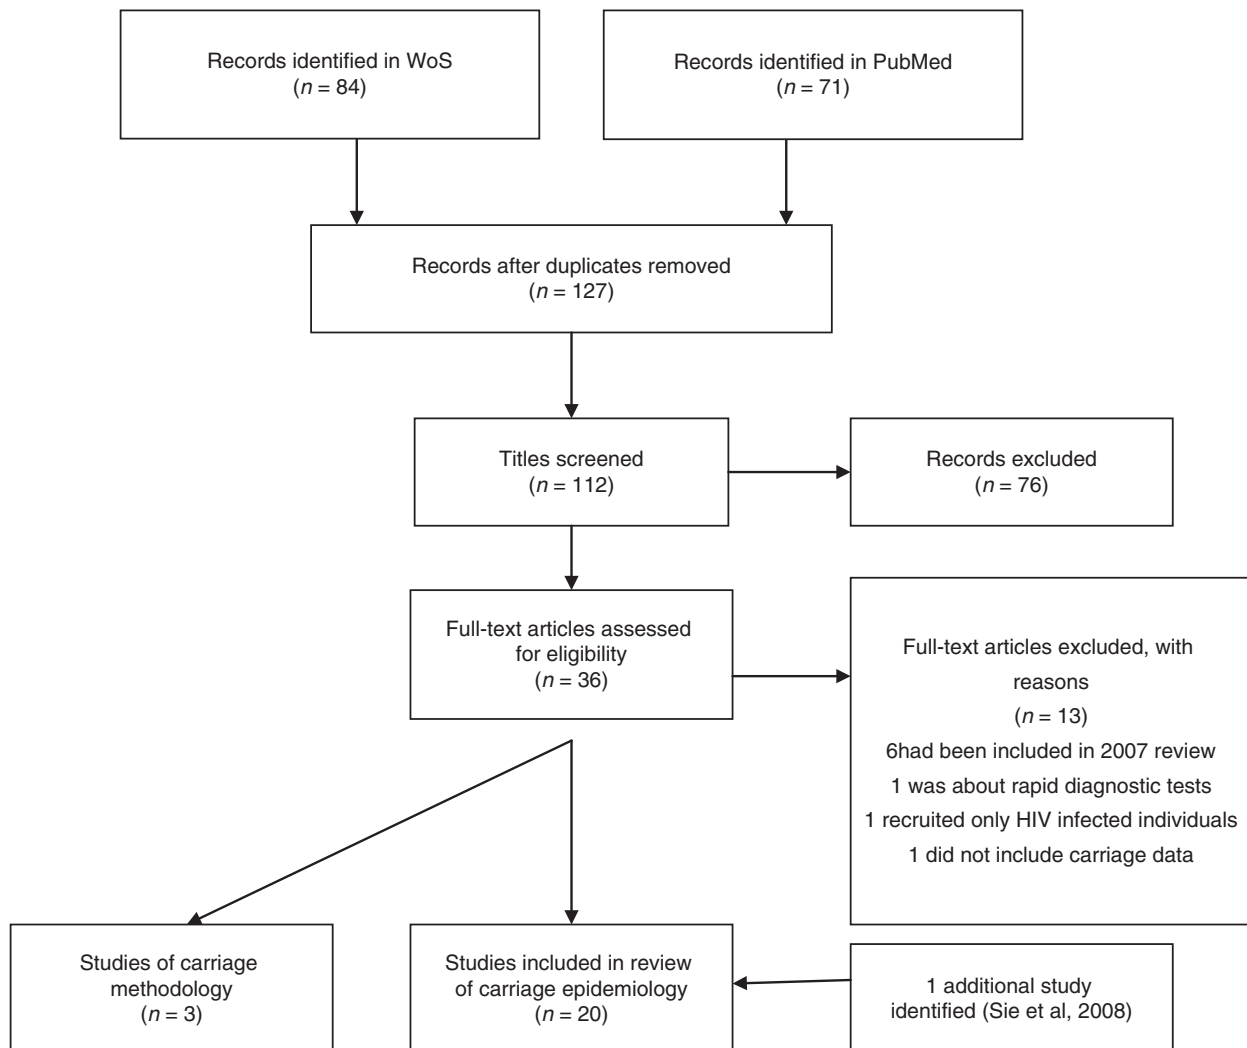 Records identified in WoS
(n = 84)
Records identified in PubMed
(n = 71)
Records after duplicates removed
(n = 127)
Titles screened
(n = 112)
Records excluded
(n = 76)
Full-text articles assessed
for eligibility
(n = 36)
Full-text articles excluded, with
reasons
(n = 13)
6had been included in 2007 review
1 was about rapid diagnostic tests
1 recruited only HIV infected individuals
1 did not include carriage data
Studies of carriage
methodology
(n = 3)
Studies included in review
of carriage epidemiology
(n = 20)
1 additional study
identified (Sie et al, 2008)